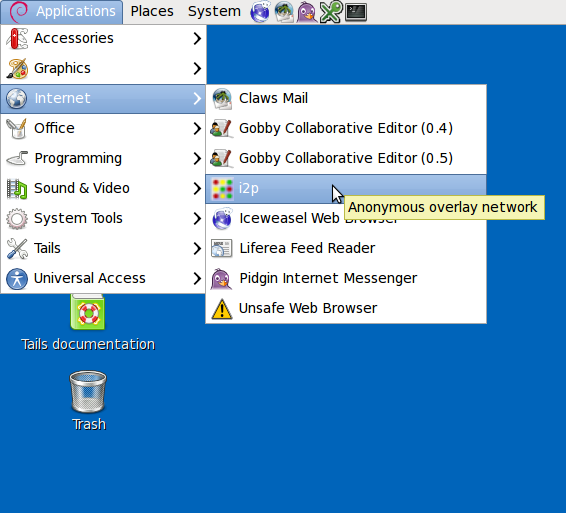 Applications Places System
Accessories
Graphics
Internet
Office
Programming
Sound & Video
System Tools
Tails
Universal Access
Claws Mail
Gobby Collaborative Editor (0.4)
Gobby Collaborative Editor (0.5)
i2p
Anonymous overlay network
Iceweasel Web Browser
Liferea Feed Reader
Pidgin Internet Messenger
Unsafe Web Browser
Tails documentation
Trash